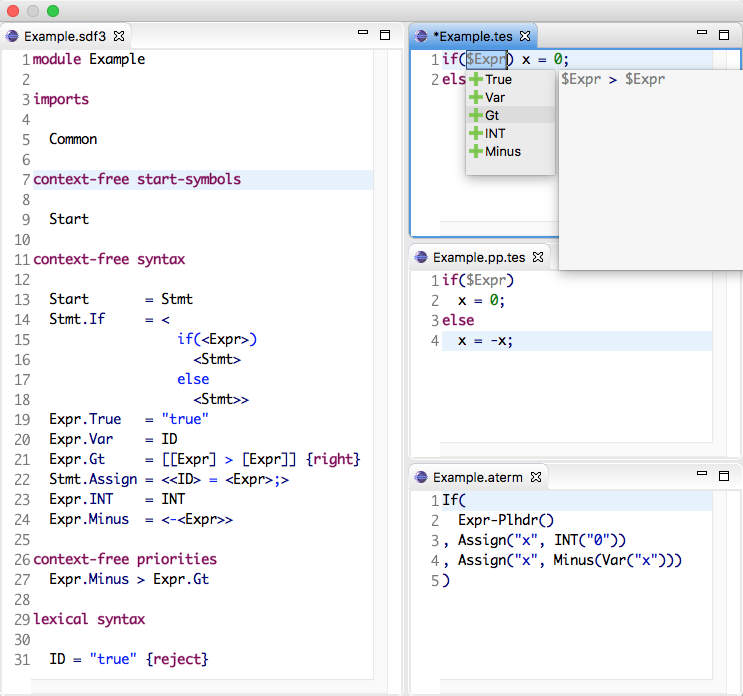 Example.sdf3
1 module Example
2
3 imports
4
5   Common
6
7 context-free start-symbols
8
9   Start
10
11 context-free syntax
12
13   Start       = Stmt
14   Stmt.If     = <
15                   if(<Expr>)
16                     <Stmt>
17                   else
18                     <Stmt>>
19   Expr.True   = "true"
20   Expr.Var    = ID
21   Expr.Gt     = [[Expr] > [Expr]] {right}
22   Stmt.Assign = <<ID> = <Expr>;>
23   Expr.INT    = INT
24   Expr.Minus  = <-<Expr>>
25
26 context-free priorities
27   Expr.Minus > Expr.Gt
28
29 lexical syntax
30
31   ID = "true" {reject}
*Example.tes
1 if($Expr) x = 0;
2 els
True
Var
Gt
INT
Minus
$Expr > $Expr
Example.pp.tes
1 if($Expr)
2   x = 0;
3 else
4   x = -x;
Example.aterm
1 If(
2   Expr-Plhdr()
3 , Assign("x", INT("0"))
4 , Assign("x", Minus(Var("x")))
5 )